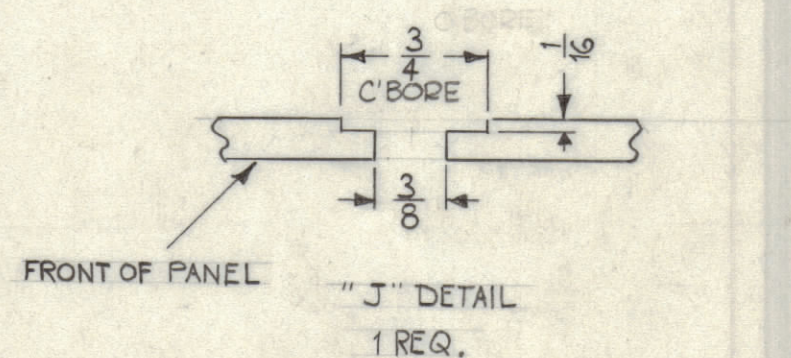 3/4
C'BORE
1/16
3/8
FRONT OF PANEL
"J" DETAIL
1 REQ.